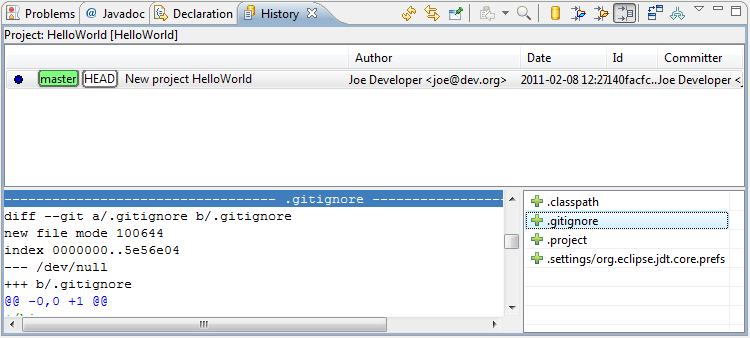 Problems @ Javadoc Declaration History
Project: HelloWorld [HelloWorld]
Author Date Id Committer
master HEAD New project HelloWorld Joe Developer <joe@dev.org> 2011-02-08 12:27 140facfc... Joe Developer <j
------------------------------ .gitignore ---------------
diff --git a/.gitignore b/.gitignore
new file mode 100644
index 0000000..5e56e04
--- /dev/null
+++ b/.gitignore
@@ -0,0 +1 @@
.classpath
.gitignore
.project
.settings/org.eclipse.jdt.core.prefs